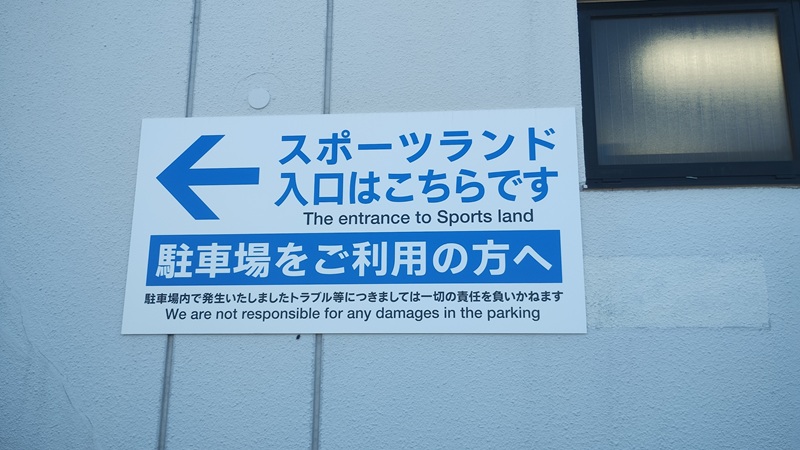 スポーツランド
入口はこちらです
The entrance to Sports land
駐車場をご利用の方へ
駐車場内で発生いたしましたトラブル等につきましては一切の責任を負いかねます
We are not responsible for any damages in the parking